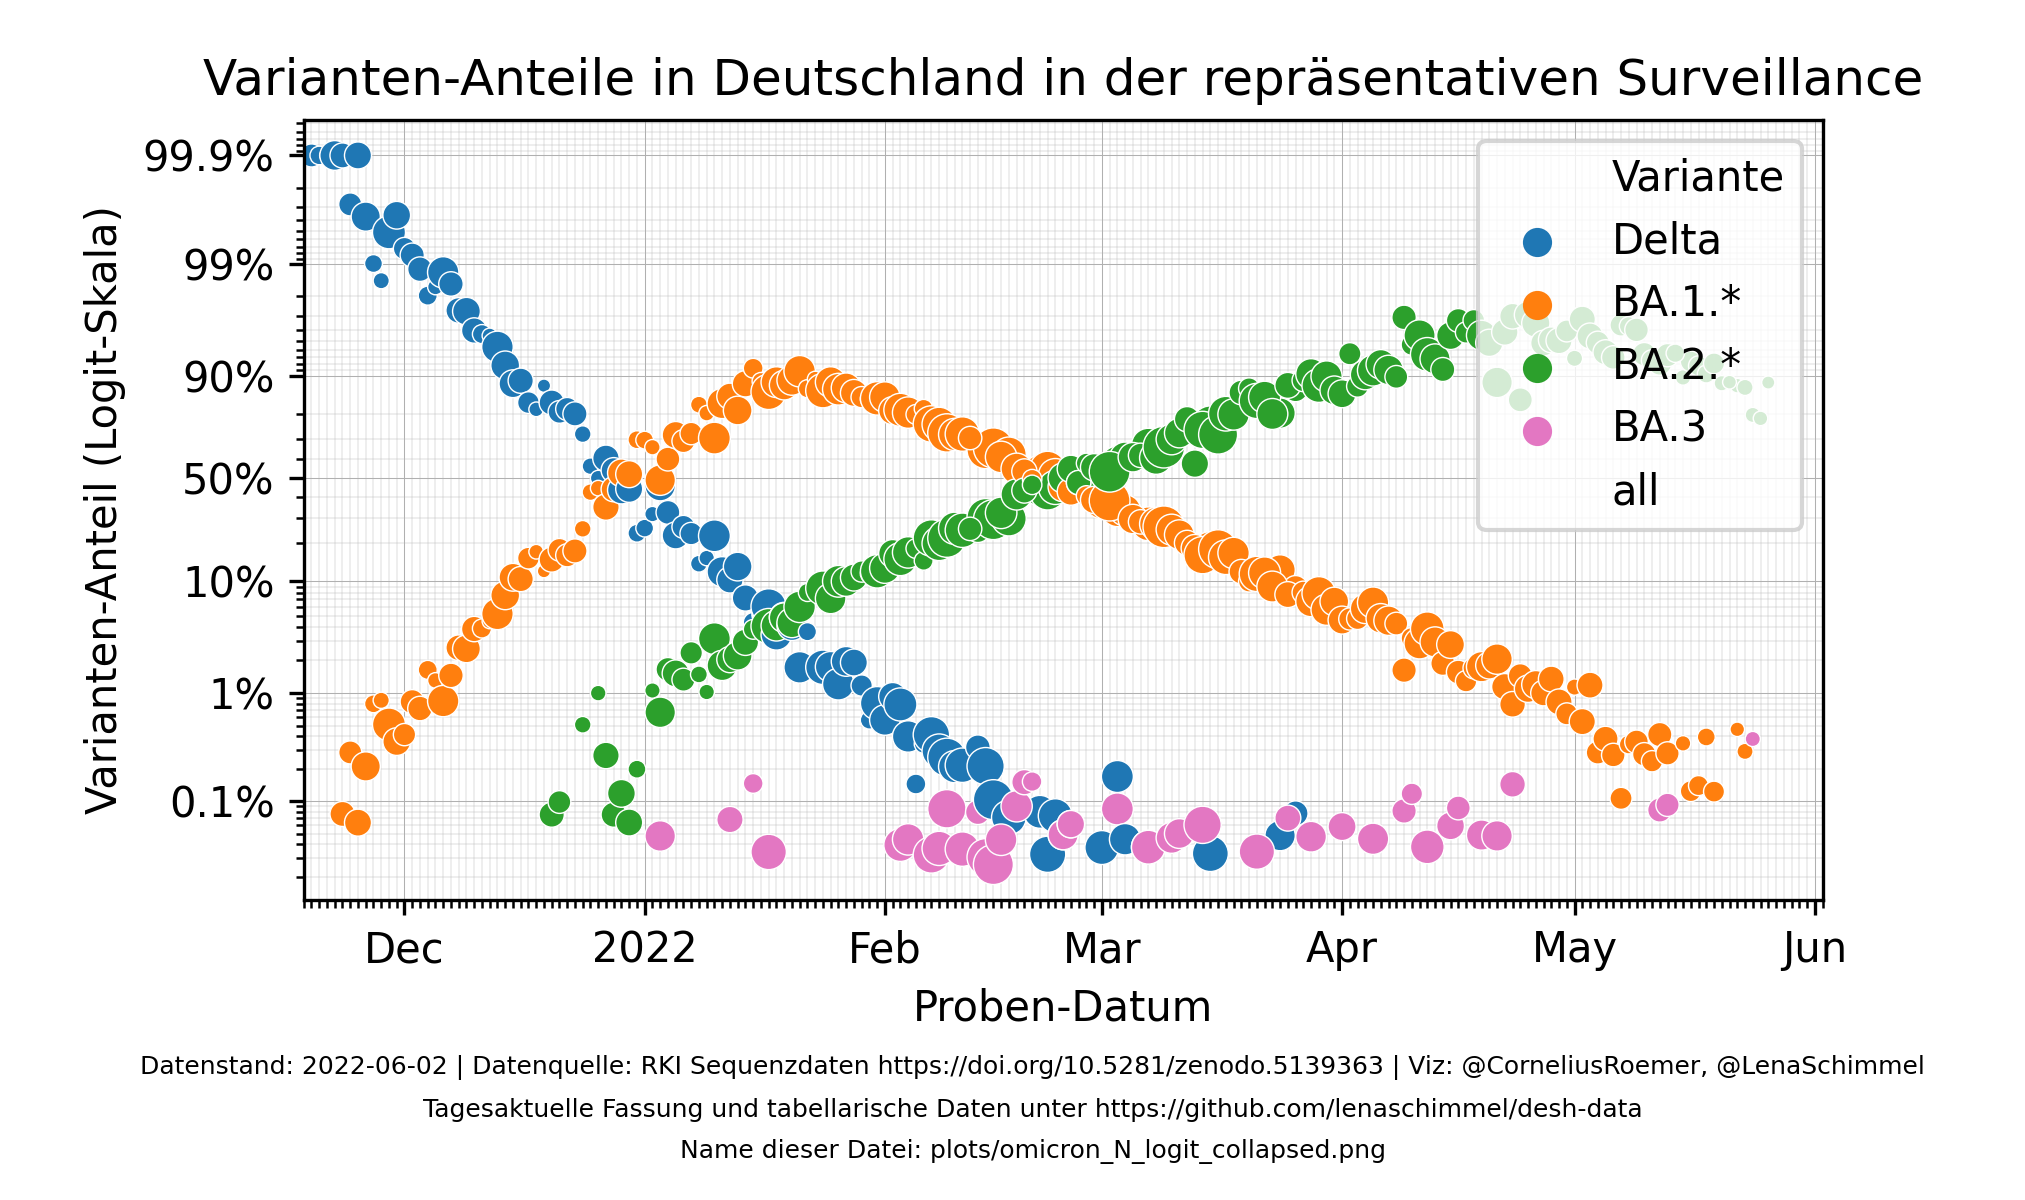 Varianten-Anteile in Deutschland in der repräsentativen Surveillance
Varianten-Anteil (Logit-Skala)
99.9%
99%
90%
50%
10%
1%
0.1%
Variante
Delta
BA.1.*
BA.2.*
BA.3
all
Dec 2022 Feb Mar Apr May Jun
Proben-Datum
Datenstand: 2022-06-02 | Datenquelle: RKI Sequenzdaten https://doi.org/10.5281/zenodo.5139363 | Viz: @CorneliusRoemer, @LenaSchimmel
Tagesaktuelle Fassung und tabellarische Daten unter https://github.com/lenaschimmel/desh-data
Name dieser Datei: plots/omicron_N_logit_collapsed.png